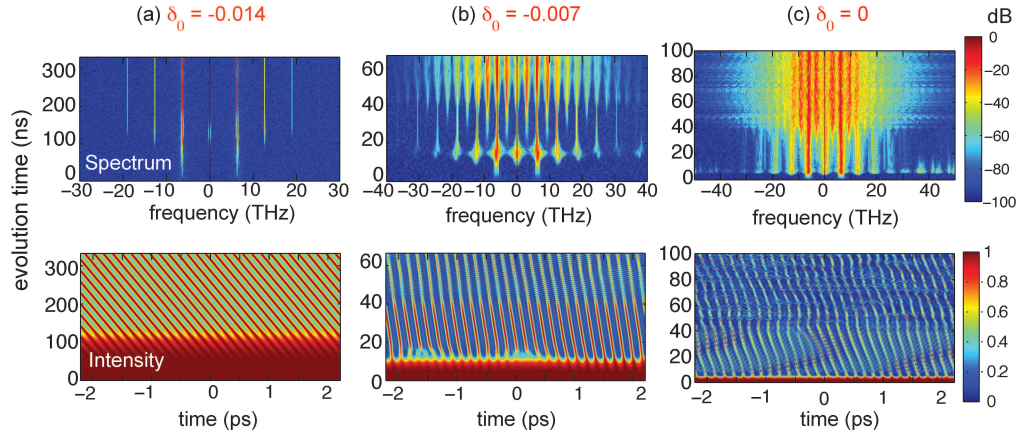 (a) δ0 = -0.014
(b) δ0 = -0.007
(c) δ0 = 0
dB
evolution time (ns)
300
200
100
0
Spectrum
−30 −20 −10 0 10 20 30
frequency (THz)
60
40
20
0
−40 −30 −20 −10 0 10 20 30 40
frequency (THz)
100
80
60
40
20
0
−40 −20 0 20 40
frequency (THz)
0
−20
−40
−60
−80
−100
300
200
100
0
Intensity
−2 −1 0 1 2
time (ps)
60
40
20
0
−2 −1 0 1 2
time (ps)
100
80
60
40
20
0
−2 −1 0 1 2
time (ps)
1
0.8
0.6
0.4
0.2
0